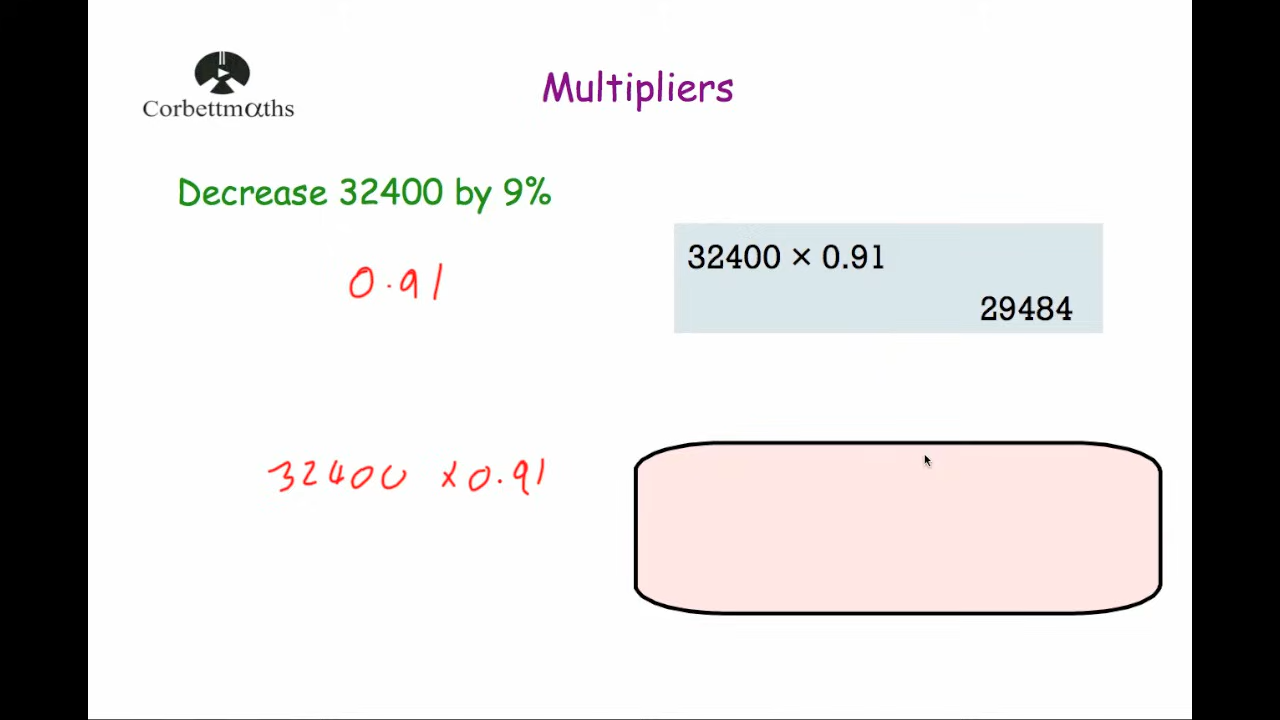 Corbettmαths
Multipliers
Decrease 32400 by 9%
0.91
32400 × 0.91
29484
32400 ×0.91